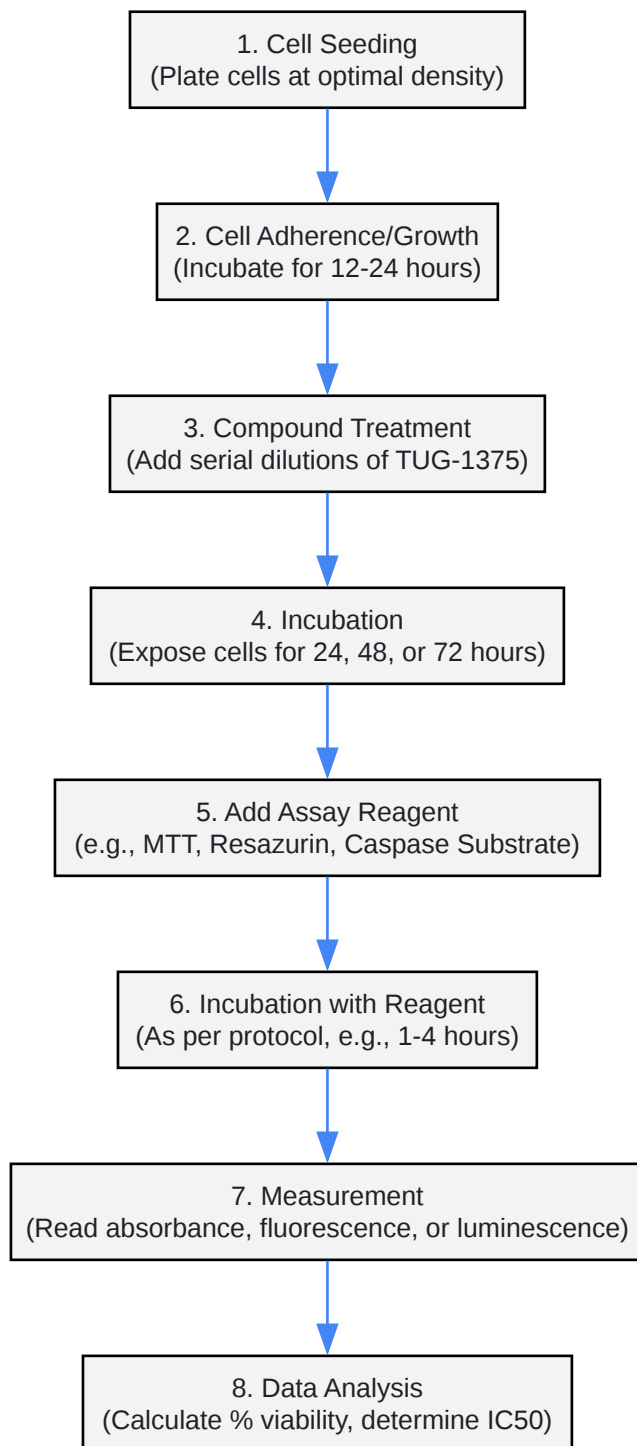 1. Cell Seeding
(Plate cells at optimal density)
2. Cell Adherence/Growth
(Incubate for 12-24 hours)
3. Compound Treatment
(Add serial dilutions of TUG-1375)
4. Incubation
(Expose cells for 24, 48, or 72 hours)
5. Add Assay Reagent
(e.g., MTT, Resazurin, Caspase Substrate)
6. Incubation with Reagent
(As per protocol, e.g., 1-4 hours)
7. Measurement
(Read absorbance, fluorescence, or luminescence)
8. Data Analysis
(Calculate % viability, determine IC50)